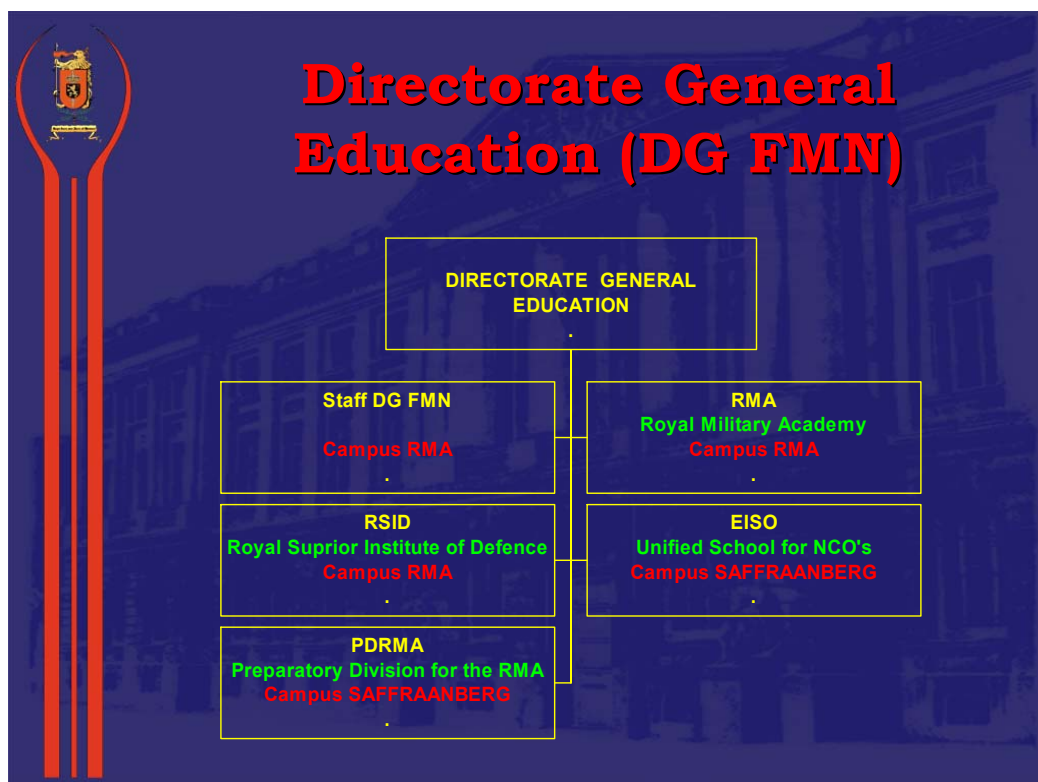 Directorate General
Education (DG FMN)
DIRECTORATE GENERAL
EDUCATION
.
Staff DG FMN
Campus RMA
.
RMA
Royal Military Academy
Campus RMA
.
RSID
Royal Suprior Institute of Defence
Campus RMA
.
EISO
Unified School for NCO's
Campus SAFFRAANBERG
.
PDRMA
Preparatory Division for the RMA
Campus SAFFRAANBERG
.